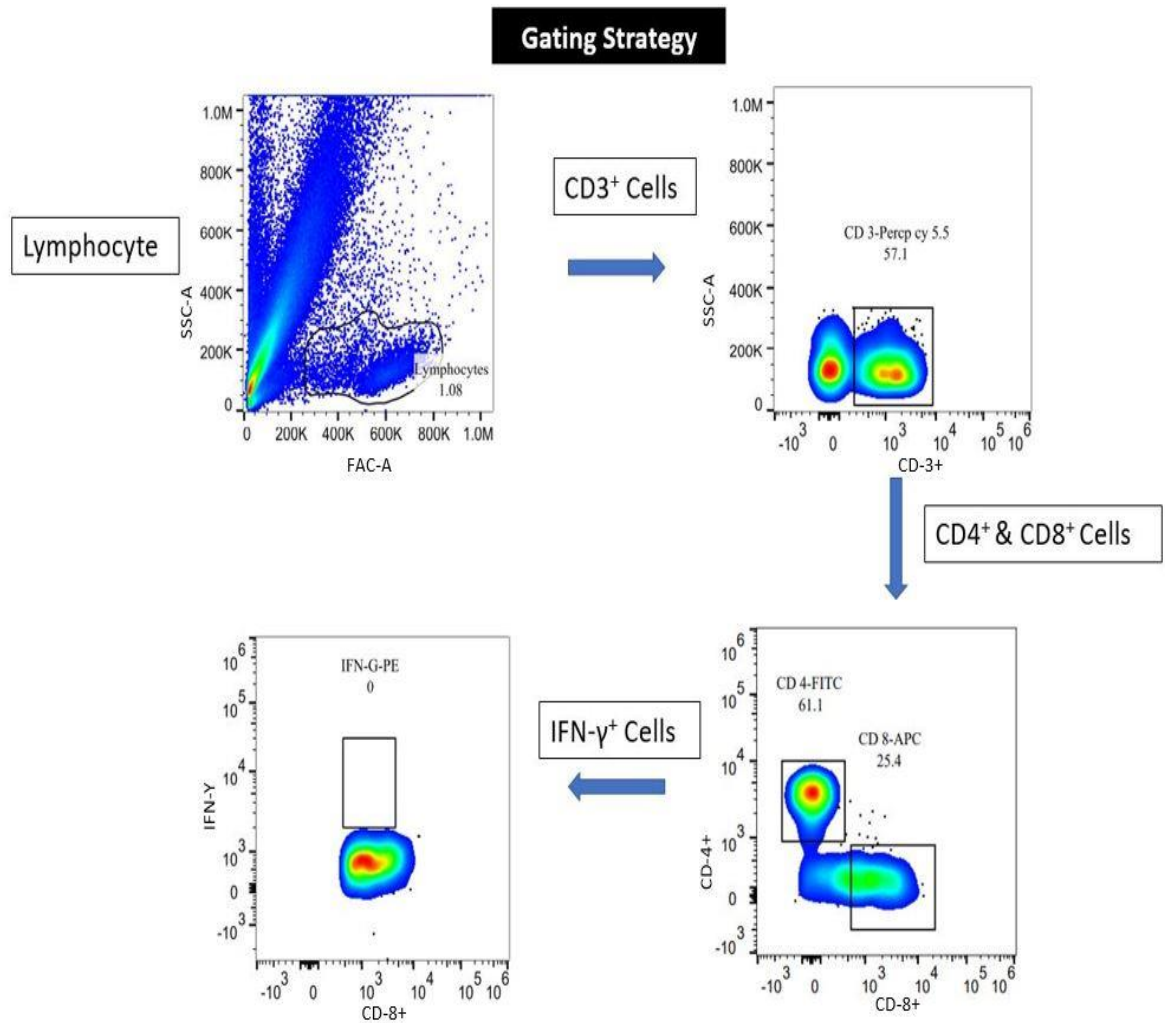 Gating Strategy
Lymphocyte
1.0M
800K
600K
400K
200K
0
SSC-A
0 200K 400K 600K 800K 1.0M
FAC-A
Lymphocytes
1.08
CD3⁺ Cells
1.0M
800K
600K
400K
200K
0
SSC-A
CD 3-Percp cy 5.5
57.1
-10³ 0 10³ 10⁴ 10⁵ 10⁶
CD-3+
CD4⁺ & CD8⁺ Cells
10⁶
10⁵
10⁴
10³
0
-10³
CD-4+
CD 4-FITC
61.1
CD 8-APC
25.4
-10³ 0 10³ 10⁴ 10⁵ 10⁶
CD-8+
IFN-γ⁺ Cells
10⁶
10⁵
10⁴
10³
0
-10³
IFN-Y
IFN-G-PE
0
-10³ 0 10³ 10⁴ 10⁵ 10⁶
CD-8+